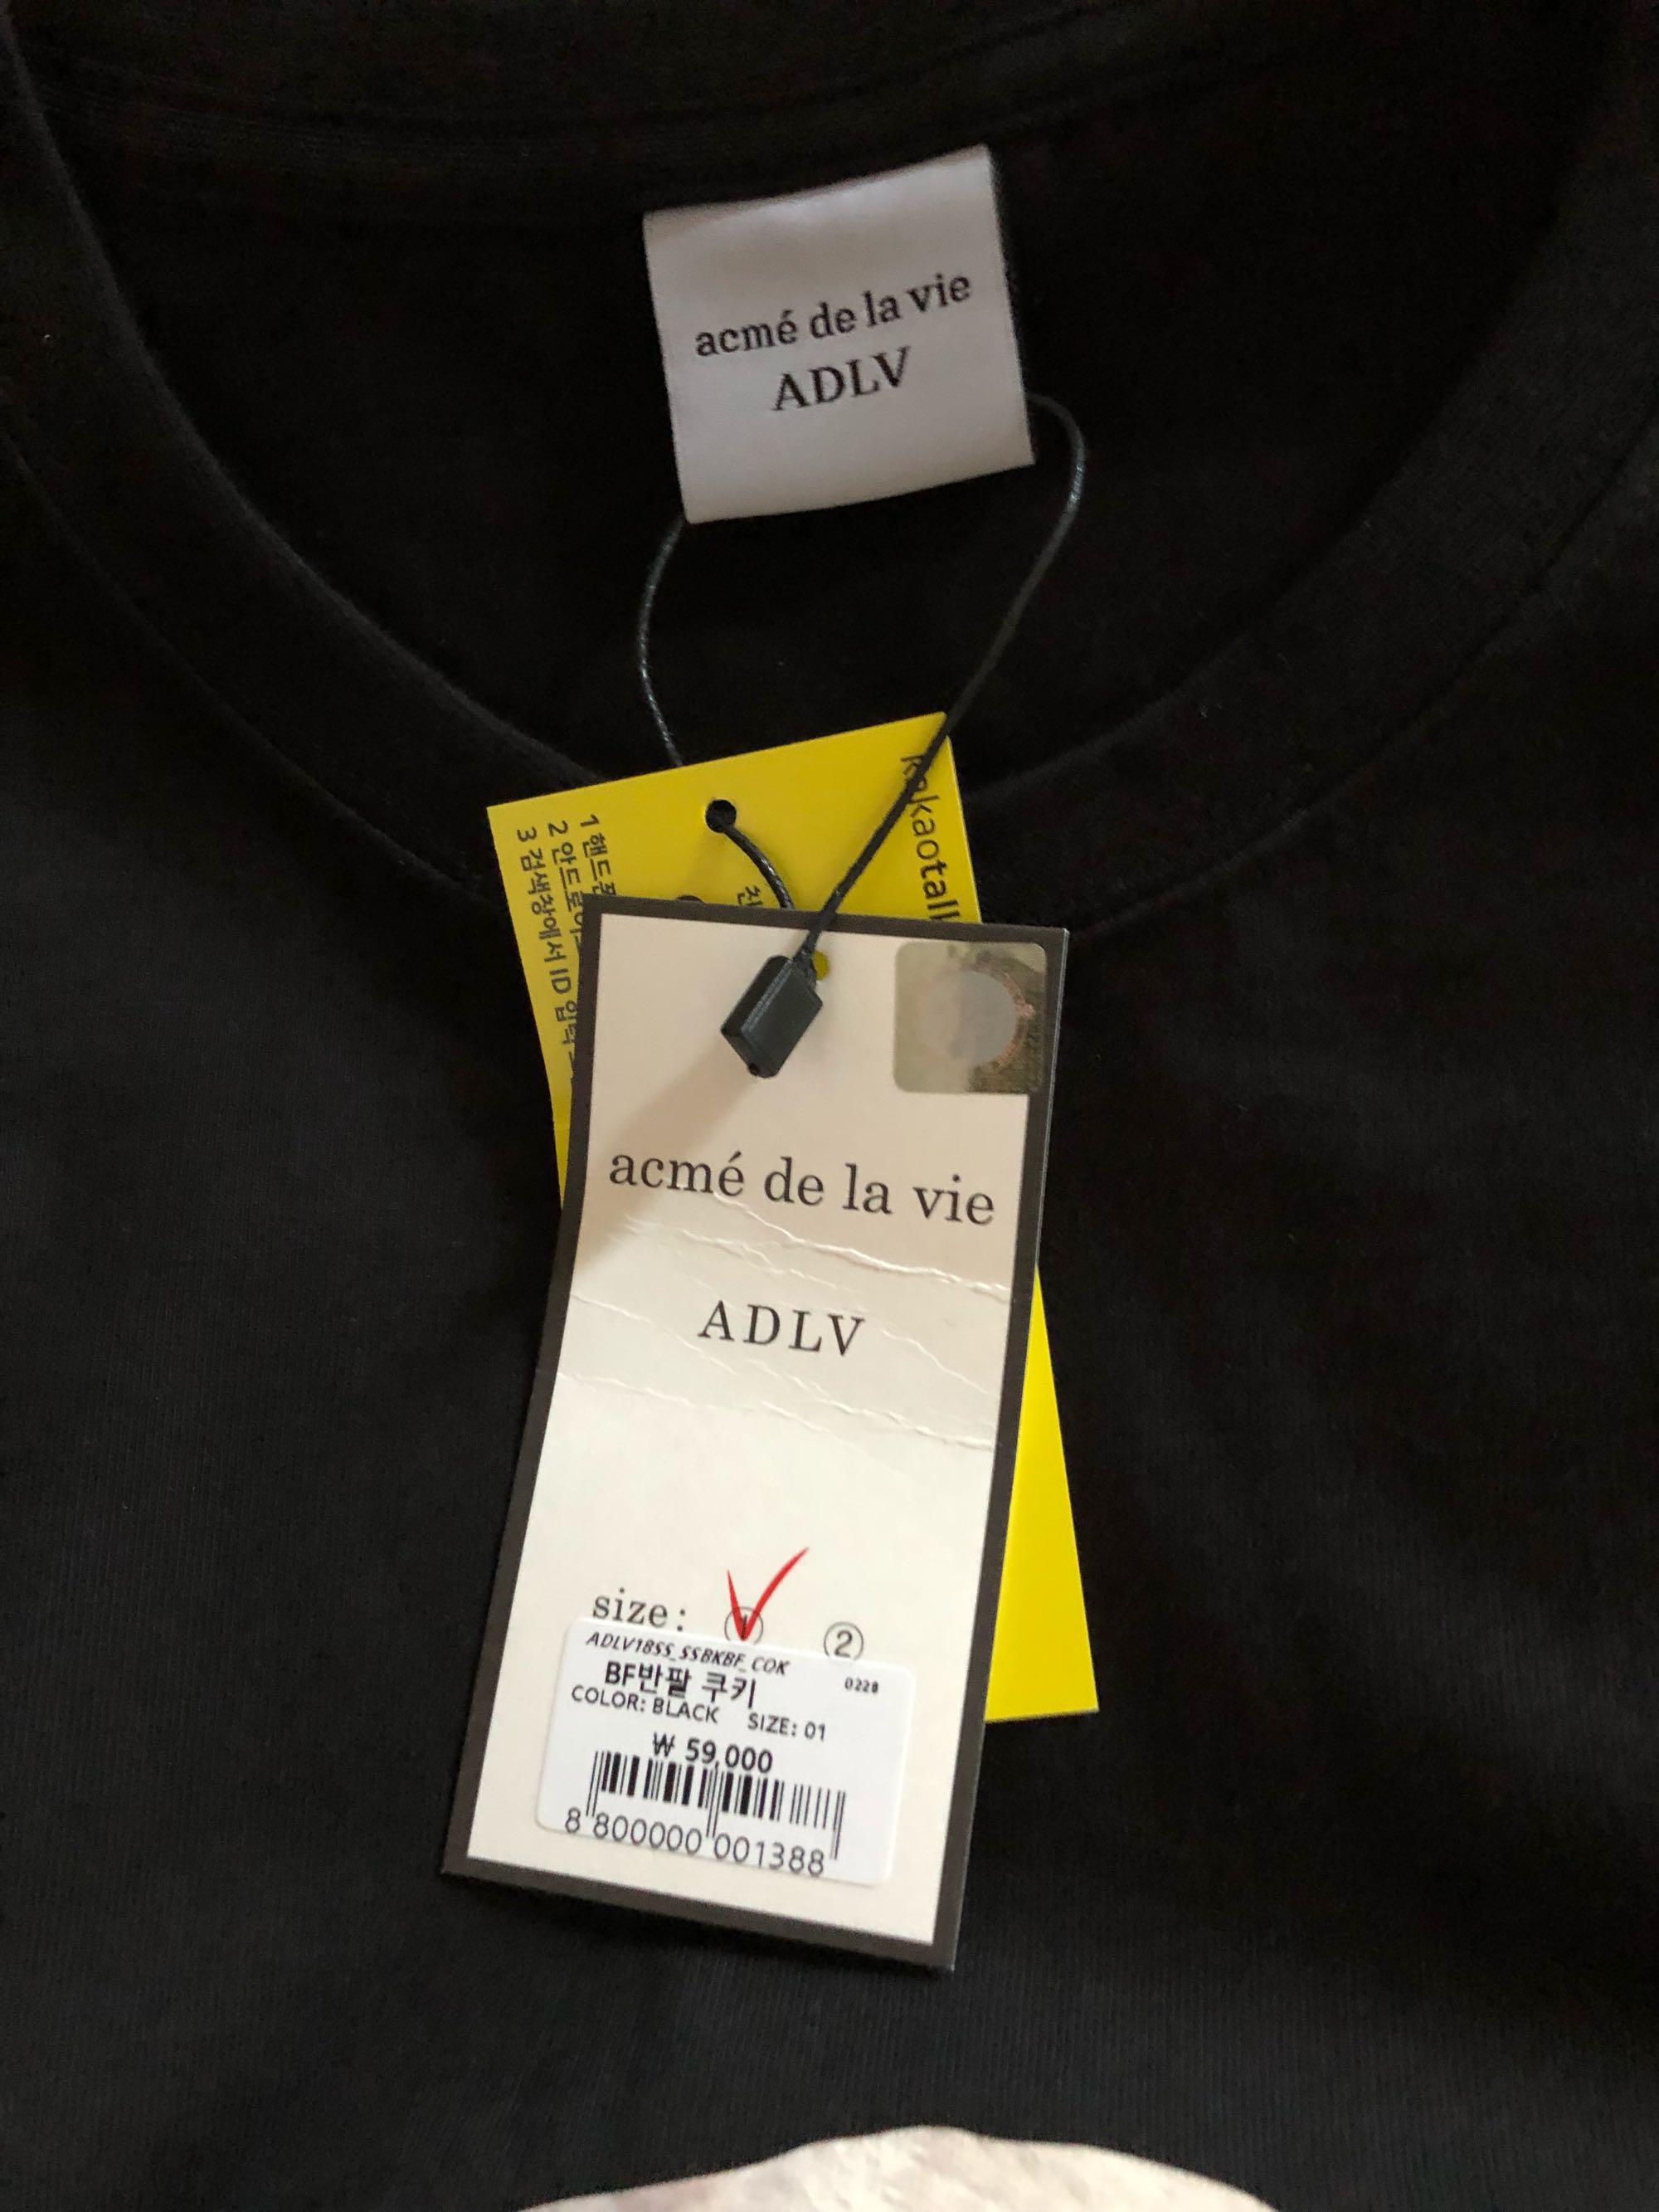 acmé de la vie
ADLV
kakaotalk
1 핸드폰
2 안드로이드
3 검색창에서 ID 입력
acmé de la vie
ADLV
size: ① ②
ADLV18SS_SSBKBF_COK
BF반팔 쿠키 0228
COLOR: BLACK SIZE: 01
₩ 59,000
8 800000 001388